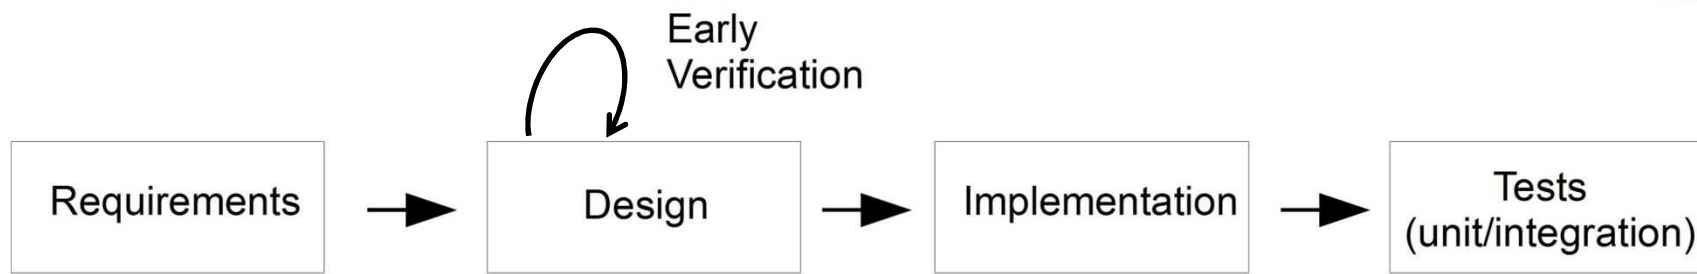 Early
Verification
Requirements
Design
Implementation
Tests
(unit/integration)